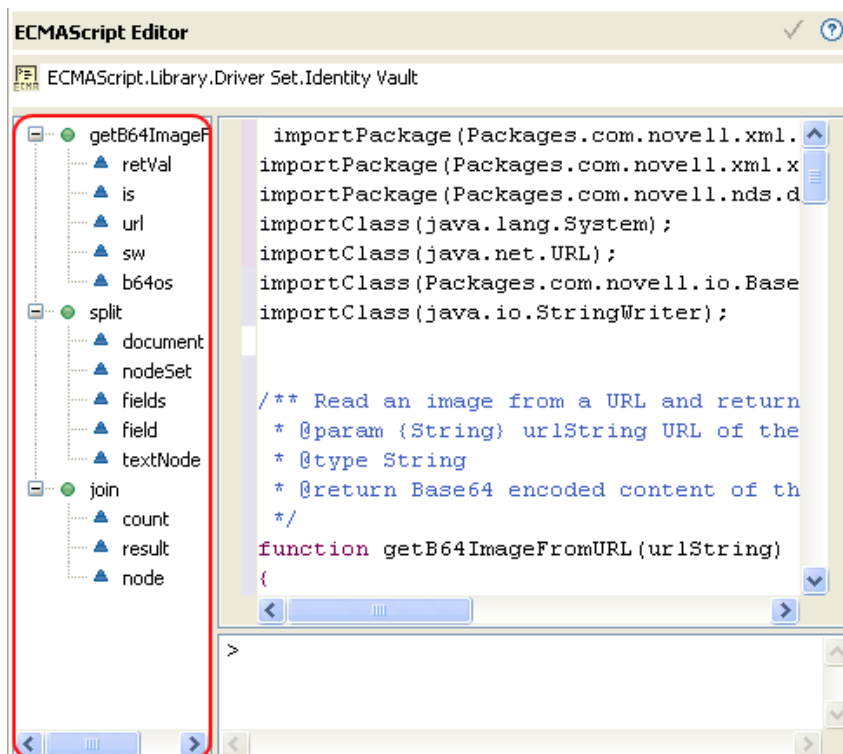 ECMAScript Editor
ECMA
ECMAScript.Library.Driver Set.Identity Vault
getB64ImageF
retVal
is
url
sw
b64os
split
document
nodeSet
fields
field
textNode
join
count
result
node
importPackage(Packages.com.novell.xml.
importPackage(Packages.com.novell.xml.x
importPackage(Packages.com.novell.nds.d
importClass(java.lang.System);
importClass(java.net.URL);
importClass(Packages.com.novell.io.Base
importClass(java.io.StringWriter);
/** Read an image from a URL and return
* @param {String} urlString URL of the
* @type String
* @return Base64 encoded content of th
*/
function getB64ImageFromURL(urlString)
{
>